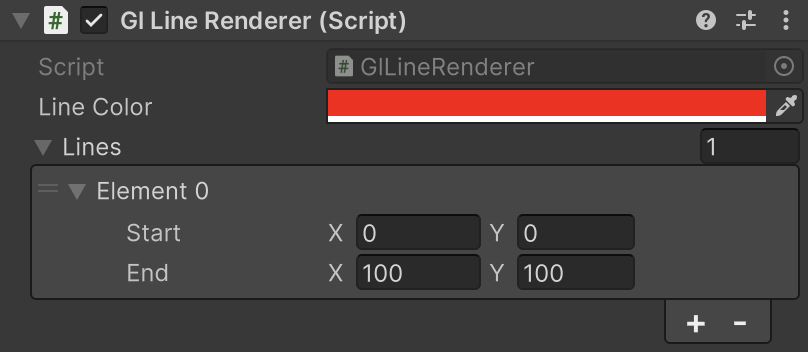 # GI Line Renderer (Script)
Script # GILineRenderer
Line Color
Lines 1
Element 0
Start X 0 Y 0
End X 100 Y 100
+ -